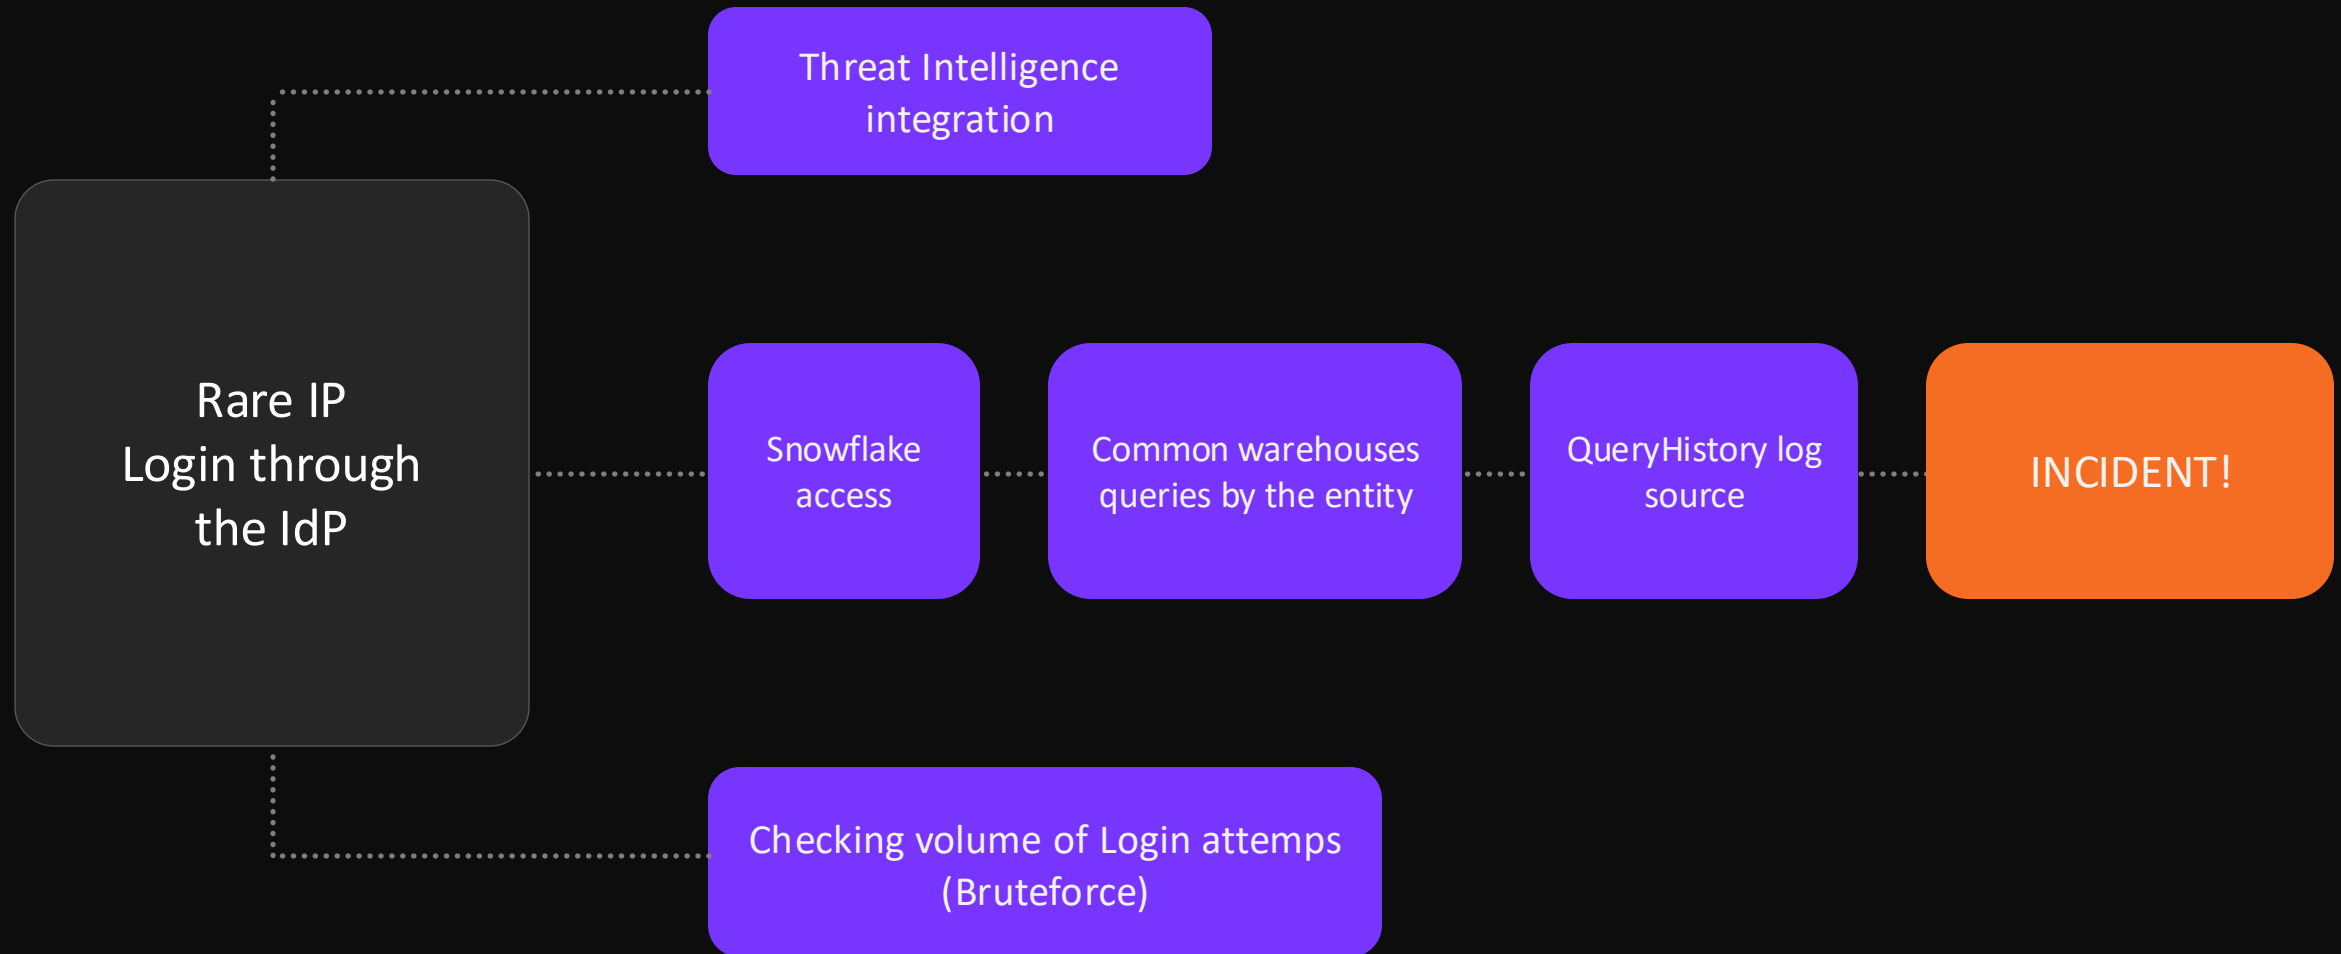 Threat Intelligence
integration
Rare IP
Login through
the IdP
Snowflake
access
Common warehouses
queries by the entity
QueryHistory log
source
INCIDENT!
Checking volume of Login attemps
(Bruteforce)